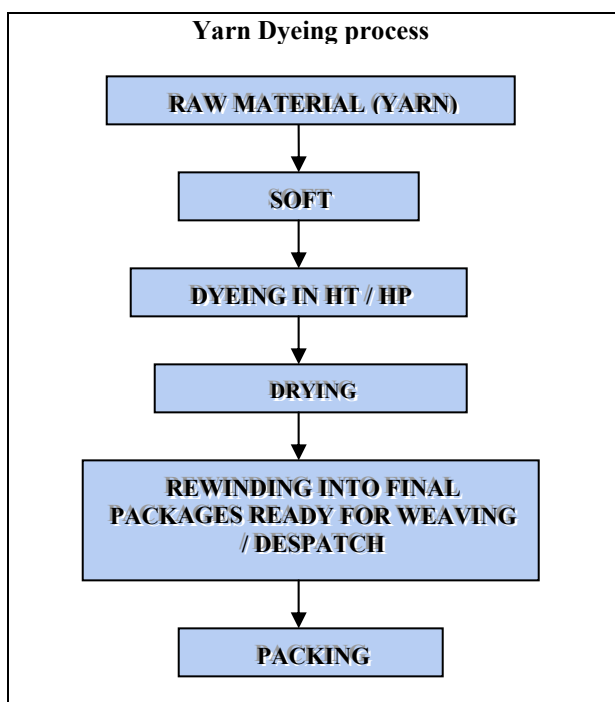 Yarn Dyeing process
RAW MATERIAL (YARN)
SOFT
DYEING IN HT / HP
DRYING
REWINDING INTO FINAL
PACKAGES READY FOR WEAVING
/ DESPATCH
PACKING